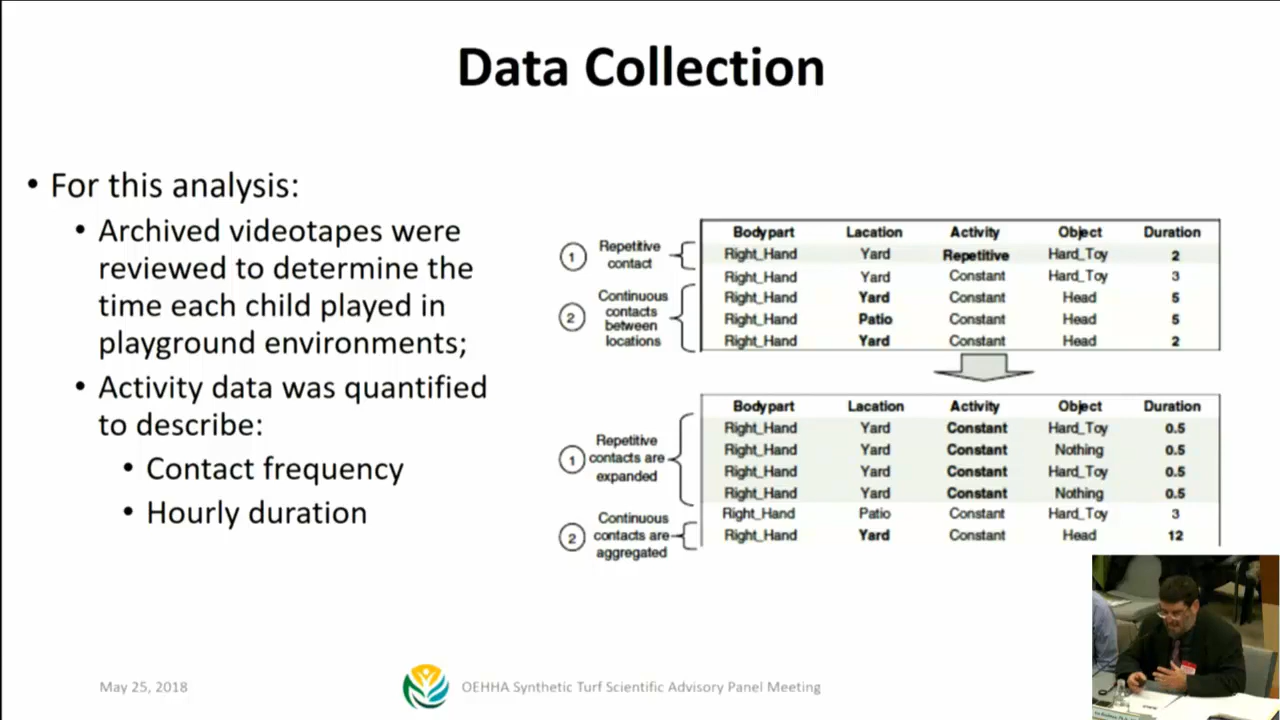 Data Collection
• For this analysis:
• Archived videotapes were
reviewed to determine the
time each child played in
playground environments;
• Activity data was quantified
to describe:
• Contact frequency
• Hourly duration
Bodypart Lacation Activity Object Duration
1 Repetitive contact
Right_Hand Yard Repetitive Hard_Toy 2
Right_Hand Yard Constant Hard_Toy 3
2 Continuous contacts between locations
Right_Hand Yard Constant Head 5
Right_Hand Patio Constant Head 5
Right_Hand Yard Constant Head 2
Bodypart Lacation Activity Object Duration
1 Repetitive contacts are expanded
Right_Hand Yard Constant Hard_Toy 0.5
Right_Hand Yard Constant Nothing 0.5
Right_Hand Yard Constant Hard_Toy 0.5
Right_Hand Yard Constant Nothing 0.5
Right_Hand Patio Constant Hard_Toy 3
2 Continuous contacts are aggregated
Right_Hand Yard Constant Head 12
May 25, 2018
OEHHA Synthetic Turf Scientific Advisory Panel Meeting